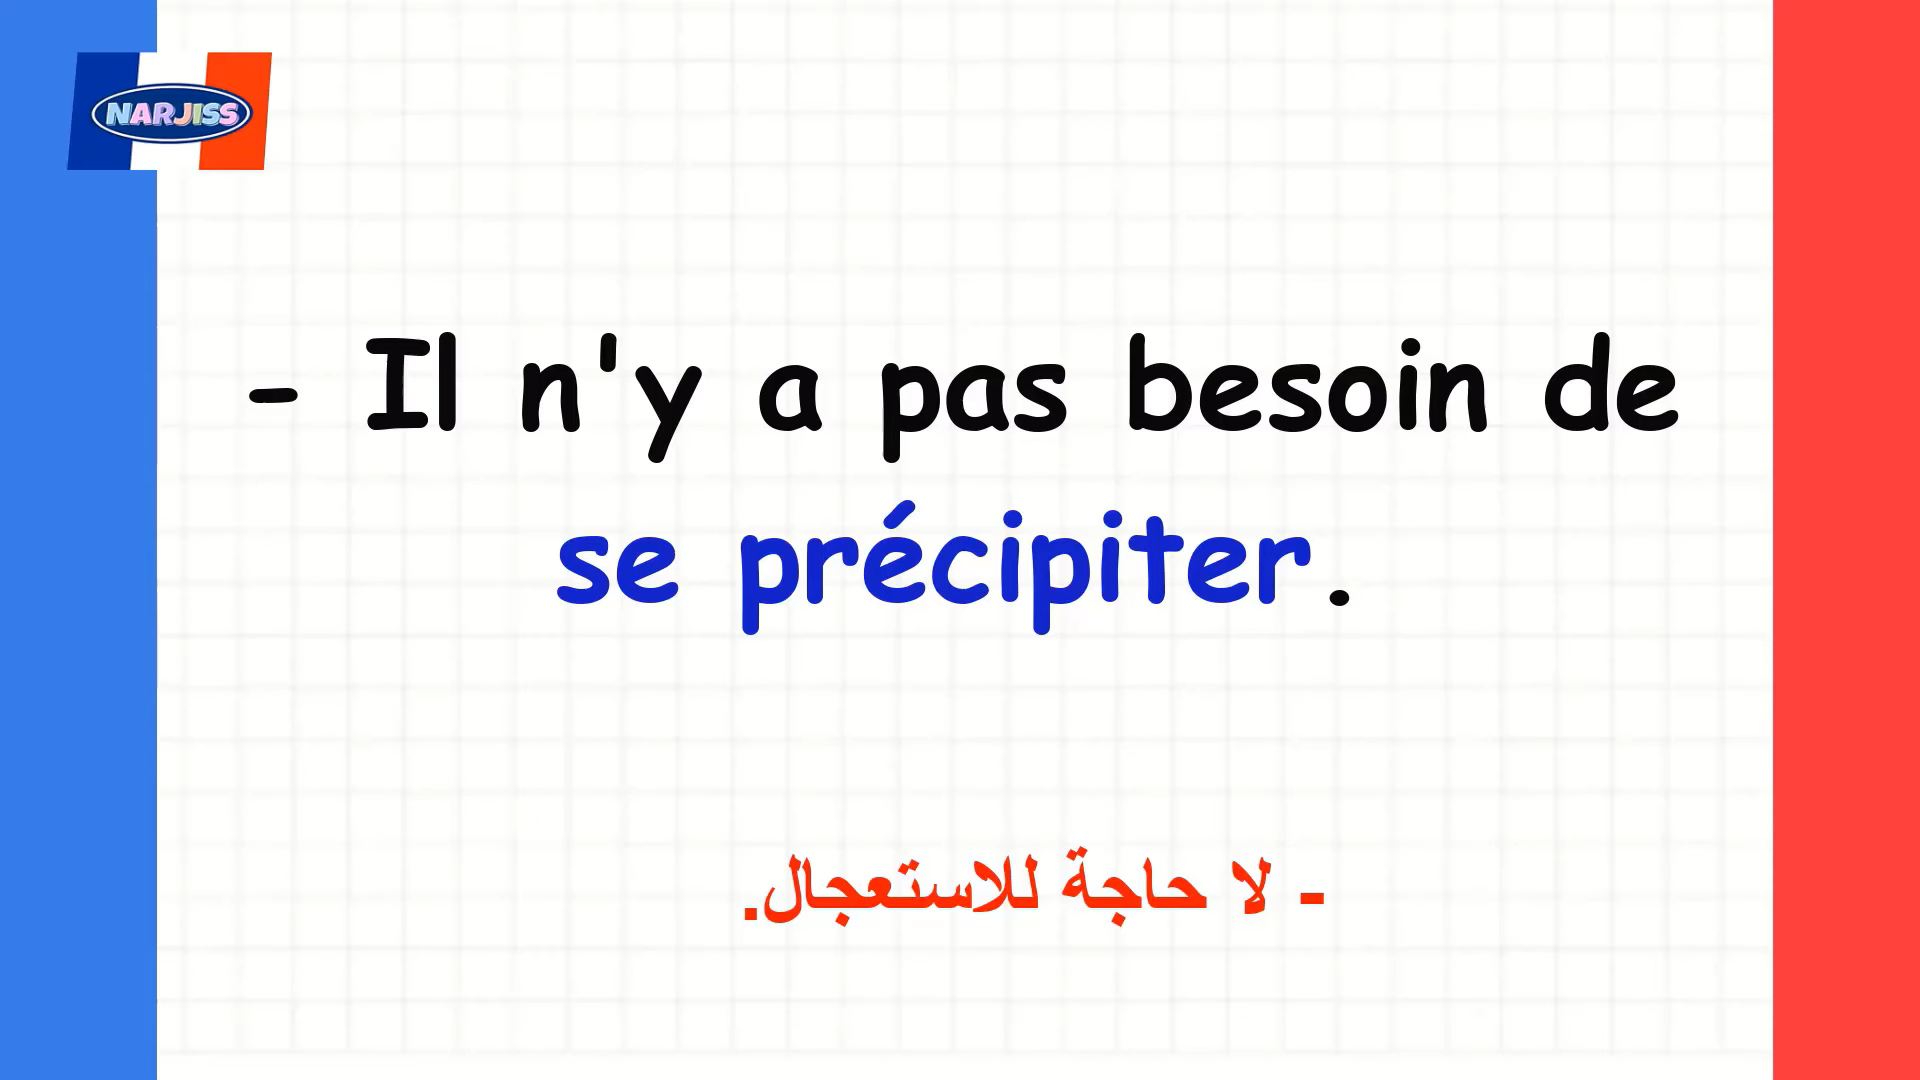 NARJISS
- Il n'y a pas besoin de
se précipiter.
- لا حاجة للاستعجال.